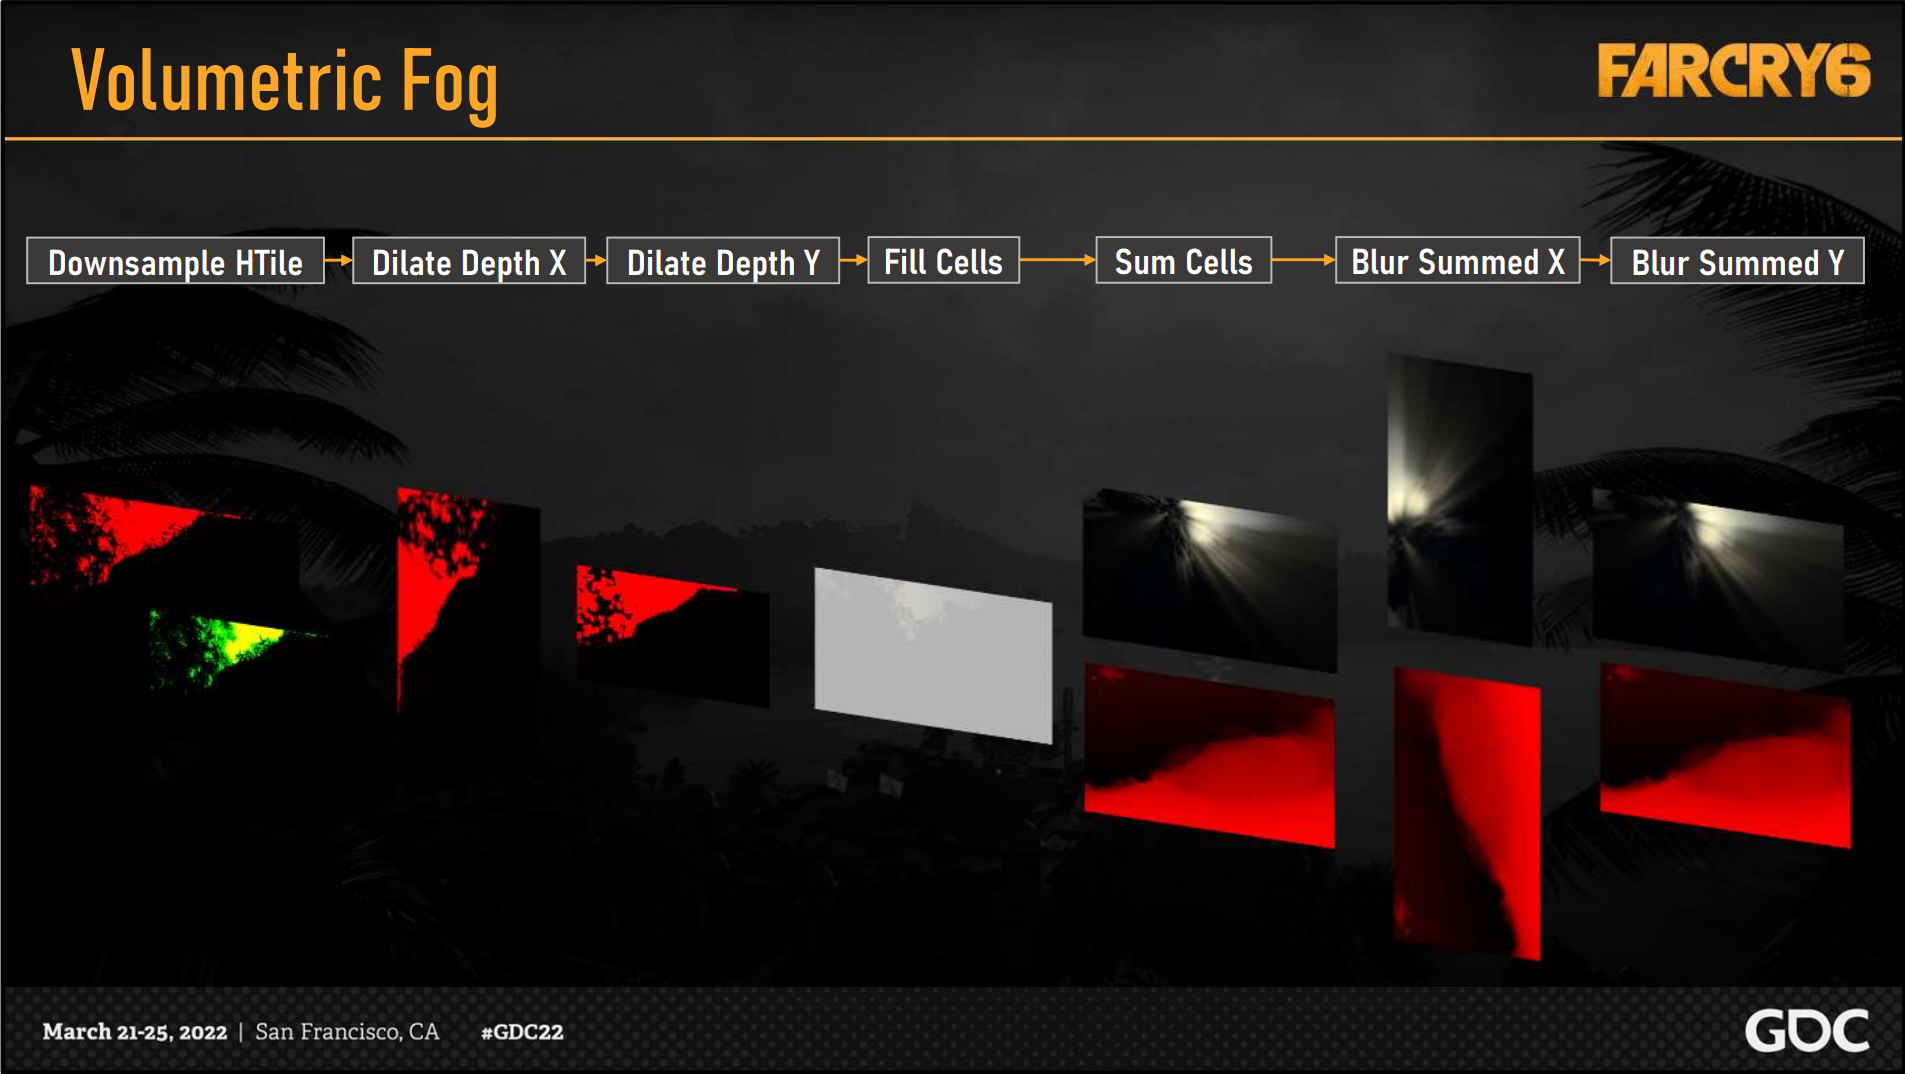 Volumetric Fog
FARCRY6
Downsample HTile
Dilate Depth X
Dilate Depth Y
Fill Cells
Sum Cells
Blur Summed X
Blur Summed Y
March 21-25, 2022 | San Francisco, CA #GDC22
GDC